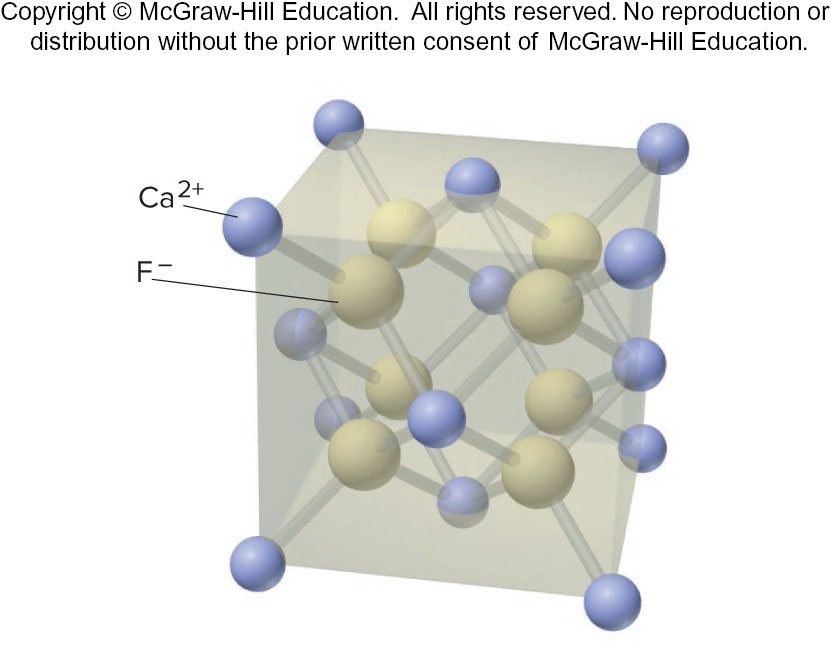 Copyright © McGraw-Hill Education. All rights reserved. No reproduction or
distribution without the prior written consent of McGraw-Hill Education.
Ca²⁺
F⁻